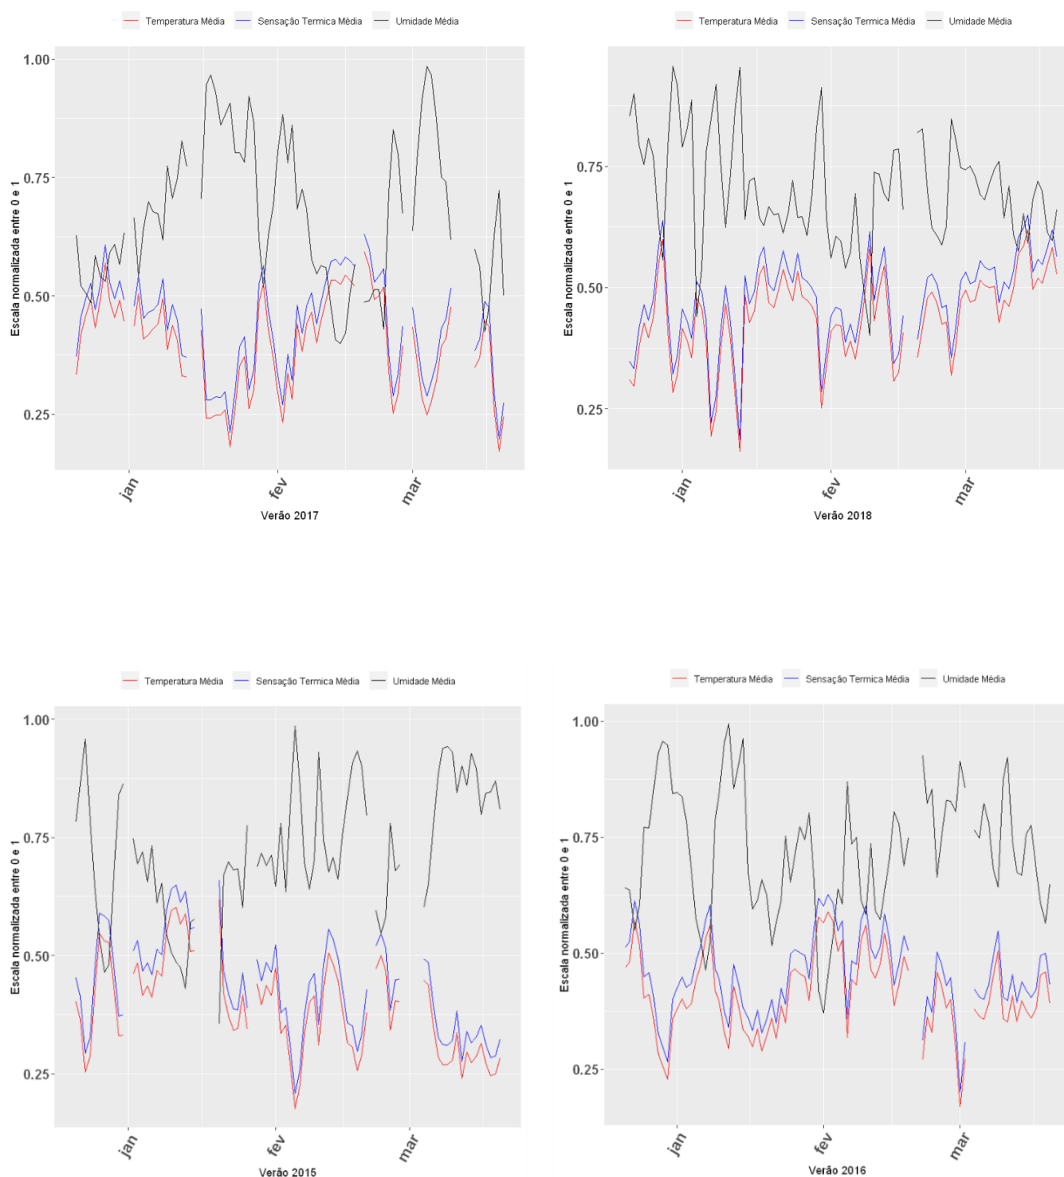 Temperatura Média Sensação Termica Média Umidade Média
Escala normalizada entre 0 e 1
1.00
0.75
0.50
0.25
jan fev mar
Verão 2017
Temperatura Média Sensação Termica Média Umidade Média
Escala normalizada entre 0 e 1
0.75
0.50
0.25
jan fev mar
Verão 2018
Temperatura Média Sensação Termica Média Umidade Média
Escala normalizada entre 0 e 1
1.00
0.75
0.50
0.25
jan fev mar
Verão 2015
Temperatura Média Sensação Termica Média Umidade Média
Escala normalizada entre 0 e 1
1.00
0.75
0.50
0.25
jan fev mar
Verão 2016